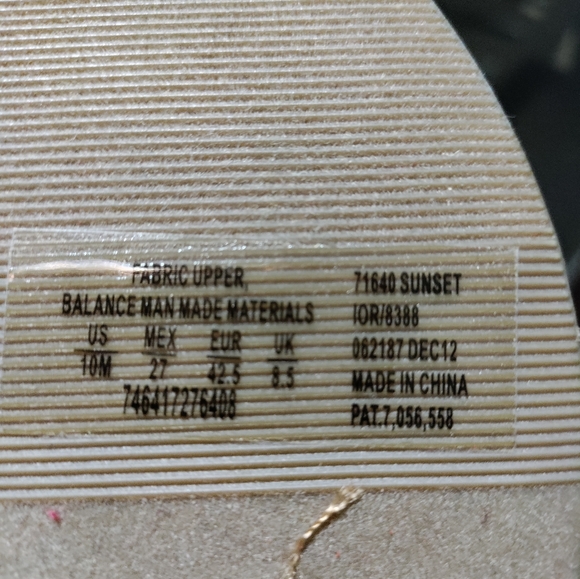 FABRIC UPPER,
BALANCE MAN MADE MATERIALS
US MEX EUR UK
10M 27 42.5 8.5
746417276408
71640 SUNSET
IOR/8388
062187 DEC12
MADE IN CHINA
PAT.7,056,558